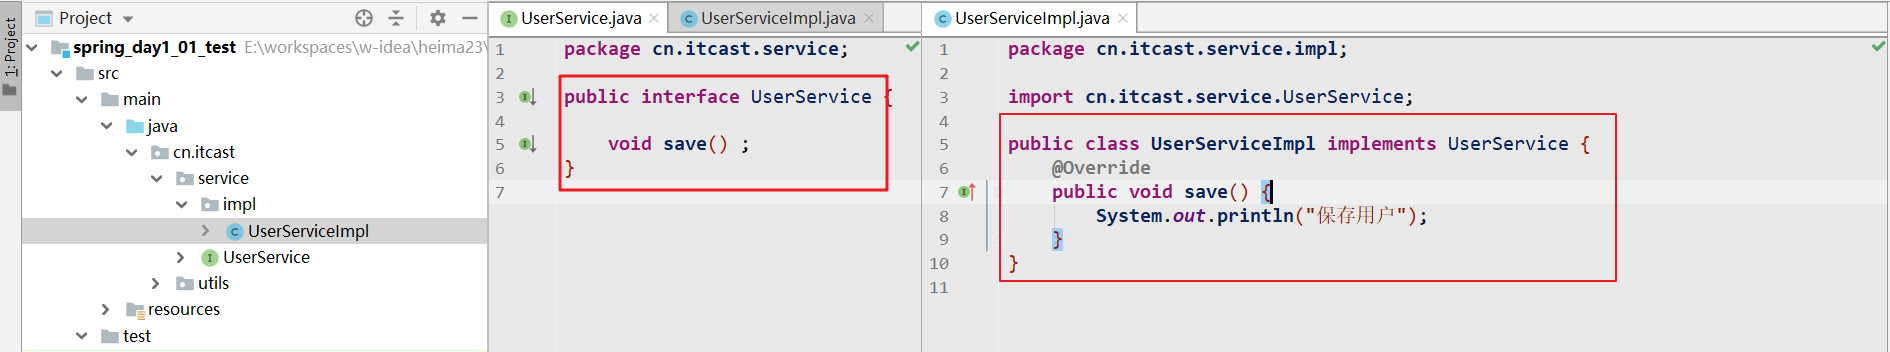 1: Project
Project
spring_day1_01_test E:\workspaces\w-idea\heima23\
src
main
java
cn.itcast
service
impl
UserServiceImpl
UserService
utils
resources
test
UserService.java UserServiceImpl.java
1 package cn.itcast.service;
2
3 public interface UserService {
4
5 void save() ;
6 }
7
UserServiceImpl.java
1 package cn.itcast.service.impl;
2
3 import cn.itcast.service.UserService;
4
5 public class UserServiceImpl implements UserService {
6 @Override
7 public void save() {
8 System.out.println("保存用户");
9 }
10 }
11